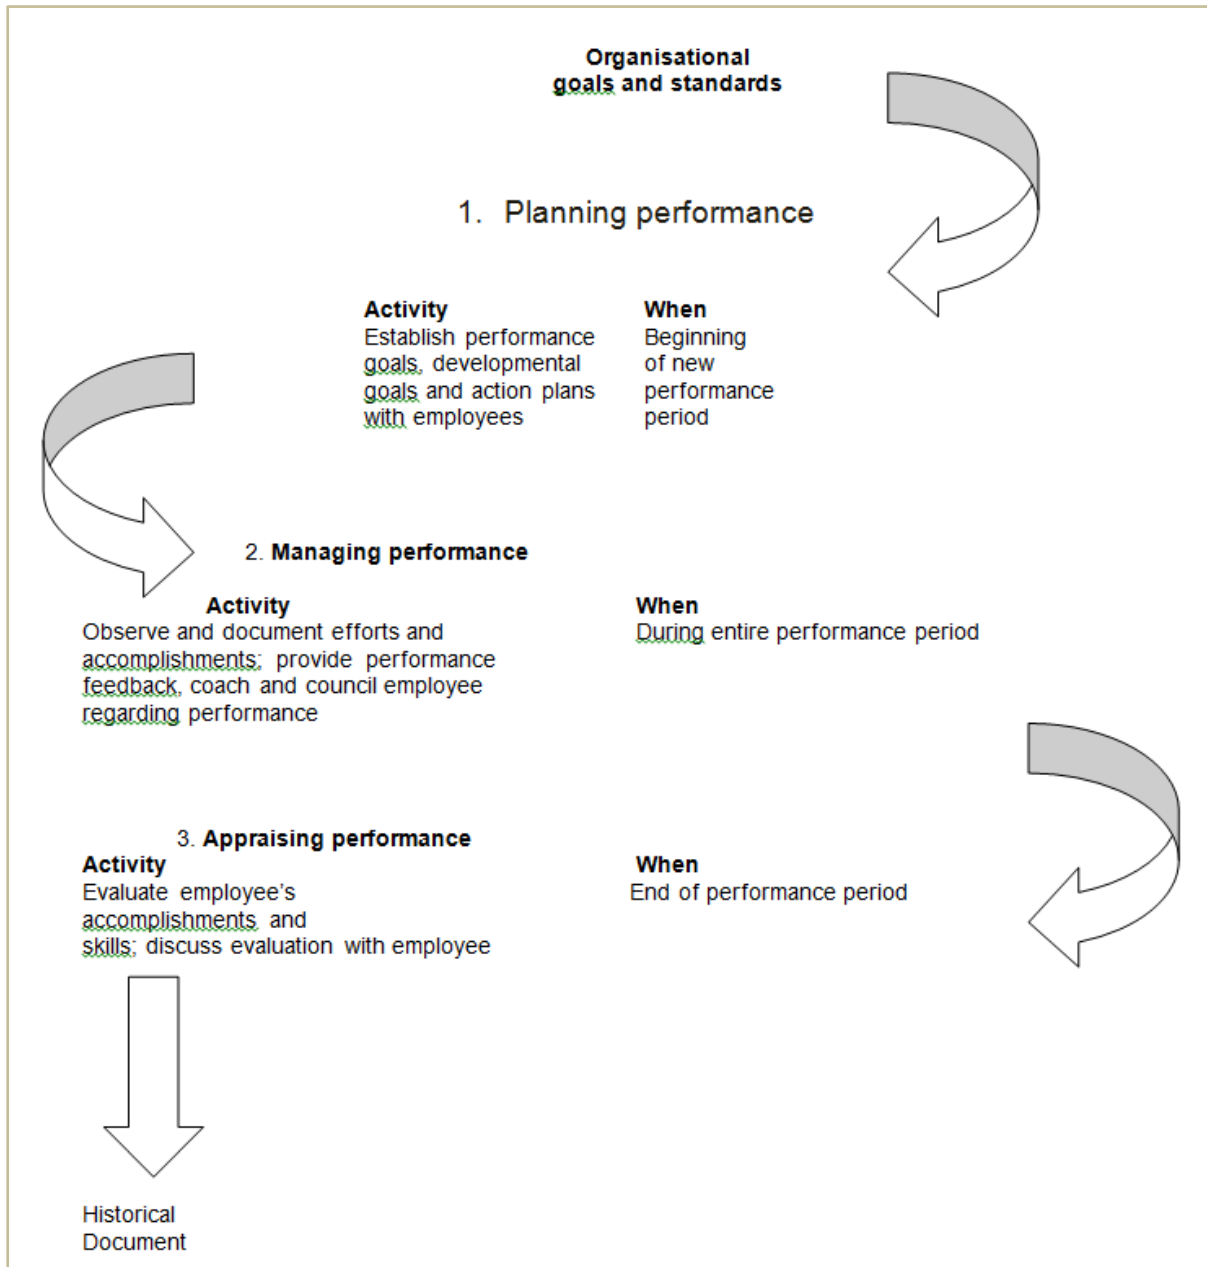 Organisational
goals and standards
1. Planning performance
Activity
Establish performance
goals, developmental
goals and action plans
with employees
When
Beginning
of new
performance
period
2. Managing performance
Activity
Observe and document efforts and
accomplishments; provide performance
feedback, coach and council employee
regarding performance
When
During entire performance period
3. Appraising performance
Activity
Evaluate employee’s
accomplishments and
skills; discuss evaluation with employee
When
End of performance period
Historical
Document